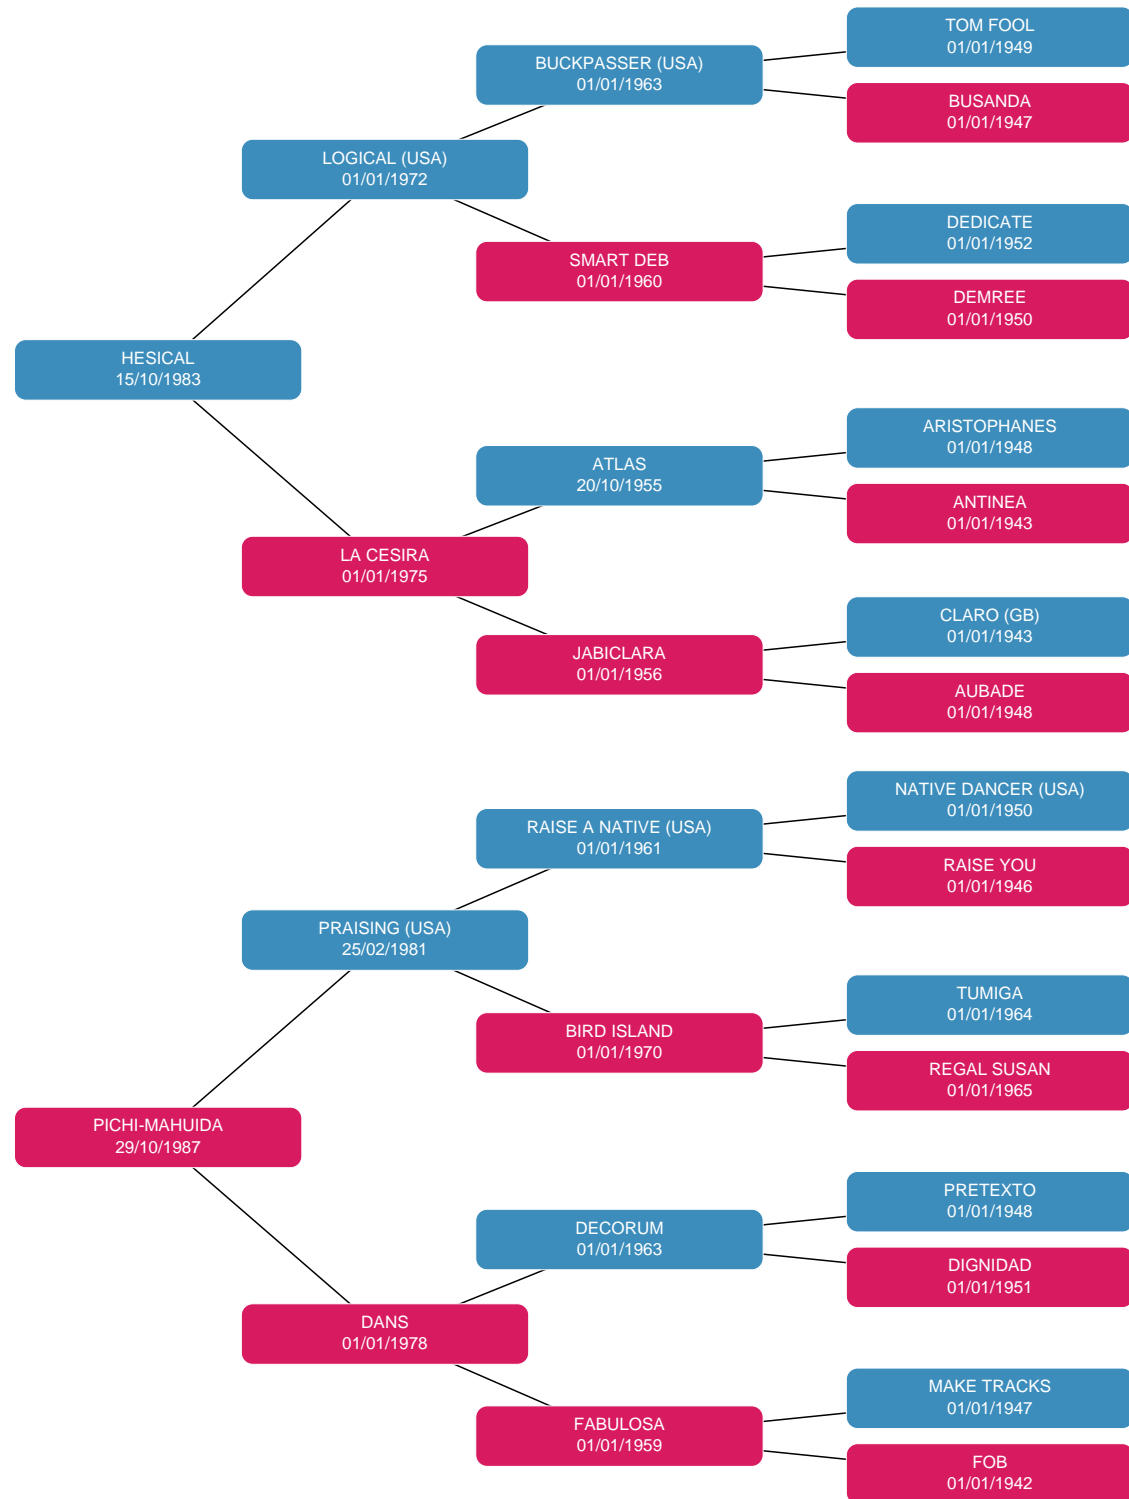 TOM FOOL
01/01/1949
BUCKPASSER (USA)
01/01/1963
BUSANDA
01/01/1947
LOGICAL (USA)
01/01/1972
DEDICATE
01/01/1952
SMART DEB
01/01/1960
DEMREE
01/01/1950
HESICAL
15/10/1983
ARISTOPHANES
01/01/1948
ATLAS
20/10/1955
ANTINEA
01/01/1943
LA CESIRA
01/01/1975
CLARO (GB)
01/01/1943
JABICLARA
01/01/1956
AUBADE
01/01/1948
NATIVE DANCER (USA)
01/01/1950
RAISE A NATIVE (USA)
01/01/1961
RAISE YOU
01/01/1946
PRAISING (USA)
25/02/1981
TUMIGA
01/01/1964
BIRD ISLAND
01/01/1970
REGAL SUSAN
01/01/1965
PICHI-MAHUIDA
29/10/1987
PRETEXTO
01/01/1948
DECORUM
01/01/1963
DIGNIDAD
01/01/1951
DANS
01/01/1978
MAKE TRACKS
01/01/1947
FABULOSA
01/01/1959
FOB
01/01/1942